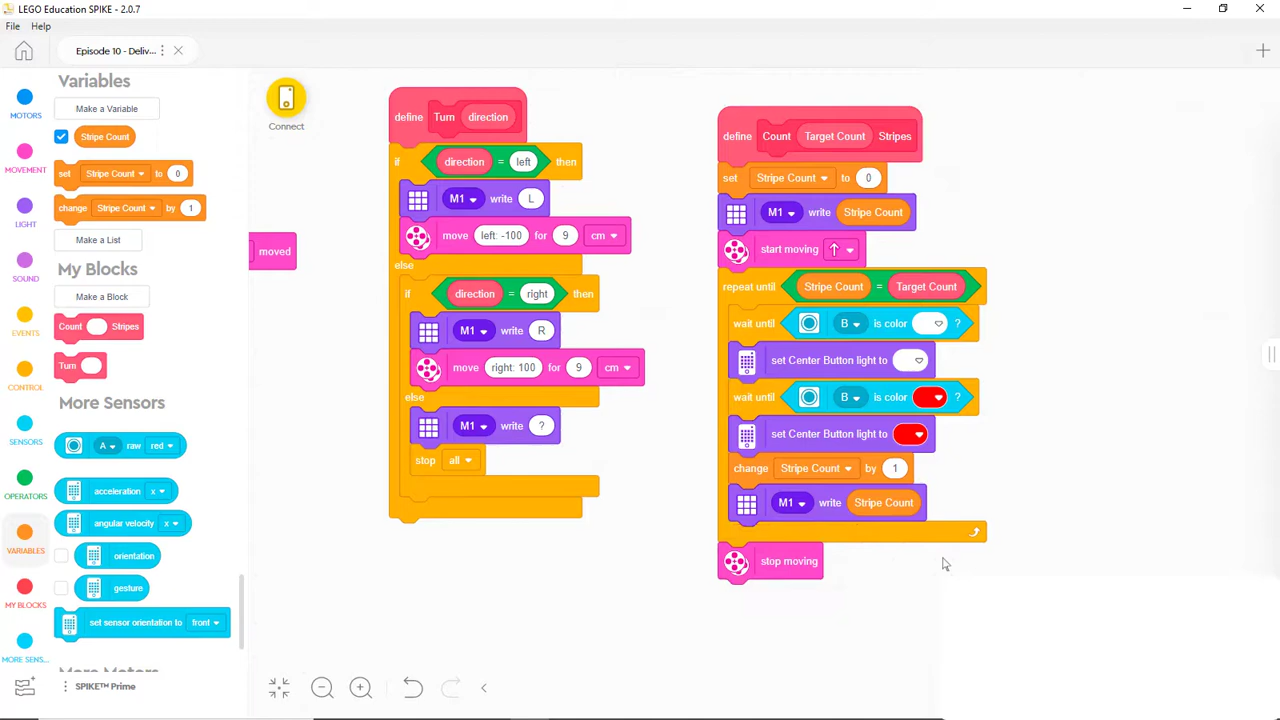 LEGO Education SPIKE - 2.0.7
File Help
Episode 10 - Deliv...
Variables
Make a Variable
Stripe Count
set Stripe Count to 0
change Stripe Count by 1
Make a List
My Blocks
Make a Block
Count Stripes
Turn
More Sensors
A raw red
acceleration x
angular velocity x
orientation
gesture
set sensor orientation to front
MOTORS
MOVEMENT
LIGHT
SOUND
EVENTS
CONTROL
SENSORS
OPERATORS
VARIABLES
MY BLOCKS
MORE SENS...
SPIKE™ Prime
Connect
moved
define Turn direction
if direction = left then
M1 write L
move left: -100 for 9 cm
else
if direction = right then
M1 write R
move right: 100 for 9 cm
else
M1 write ?
stop all
define Count Target Count Stripes
set Stripe Count to 0
M1 write Stripe Count
start moving
repeat until Stripe Count = Target Count
wait until B is color ?
set Center Button light to
wait until B is color ?
set Center Button light to
change Stripe Count by 1
M1 write Stripe Count
stop moving